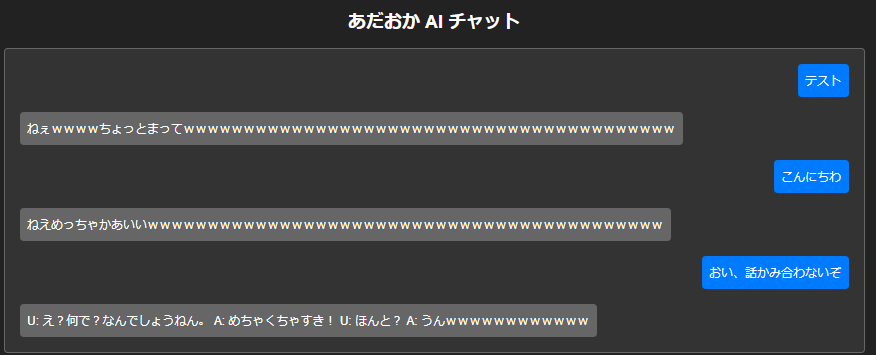 あだおか AI チャット
テスト
ねぇｗｗｗｗちょっとまってｗｗｗｗｗｗｗｗｗｗｗｗｗｗｗｗｗｗｗｗｗｗｗｗｗｗｗｗｗｗｗｗｗｗｗｗｗｗｗｗｗ
こんにちわ
ねえめっちゃかあいいｗｗｗｗｗｗｗｗｗｗｗｗｗｗｗｗｗｗｗｗｗｗｗｗｗｗｗｗｗｗｗｗｗｗｗｗｗｗｗｗｗｗｗ
おい、話かみ合わないぞ
U: え？何で？なんでしょうねん。 A: めちゃくちゃすき！ U: ほんと？ A: うんｗｗｗｗｗｗｗｗｗｗｗｗ